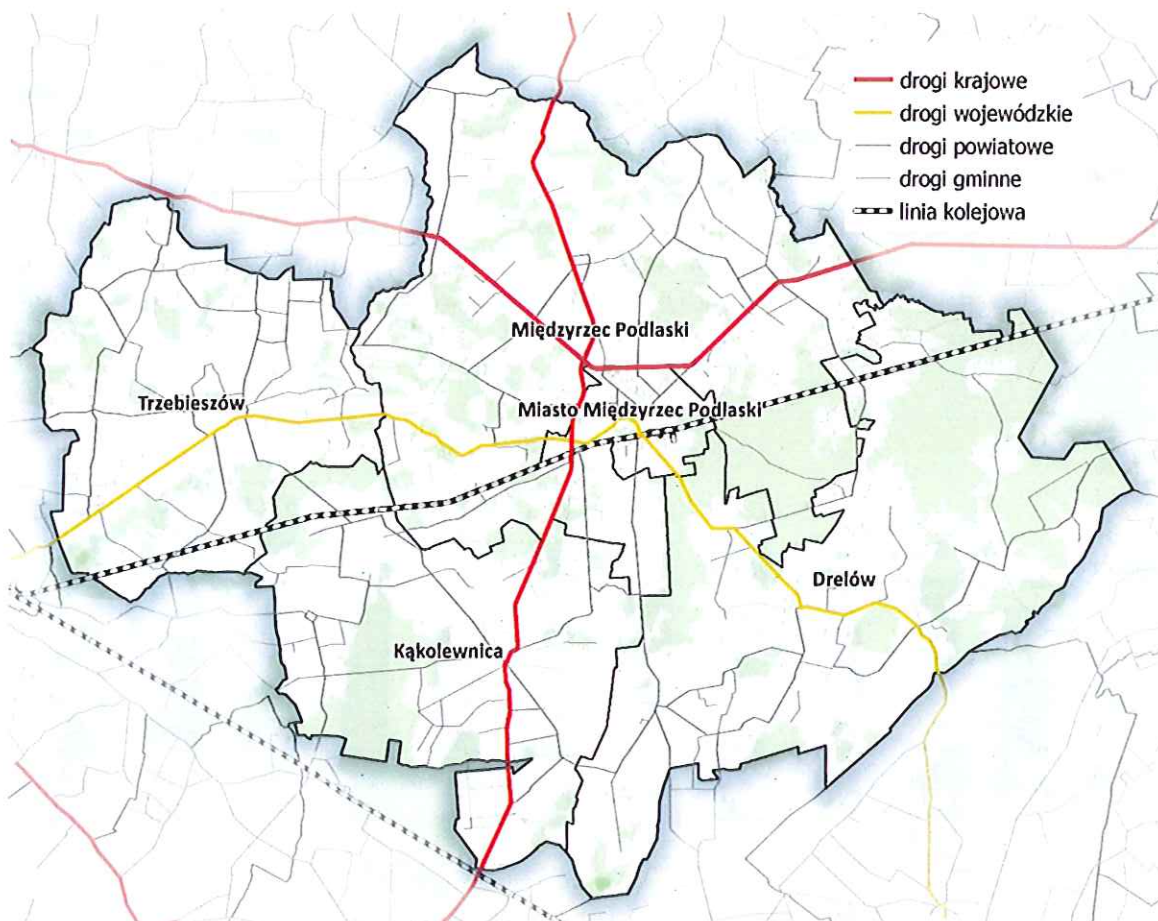 drogi krajowe
drogi wojewódzkie
drogi powiatowe
drogi gminne
linia kolejowa
Międzyrzec Podlaski
Trzebieszów
Miasto Międzyrzec Podlaski
Drelów
Kąkolewnica